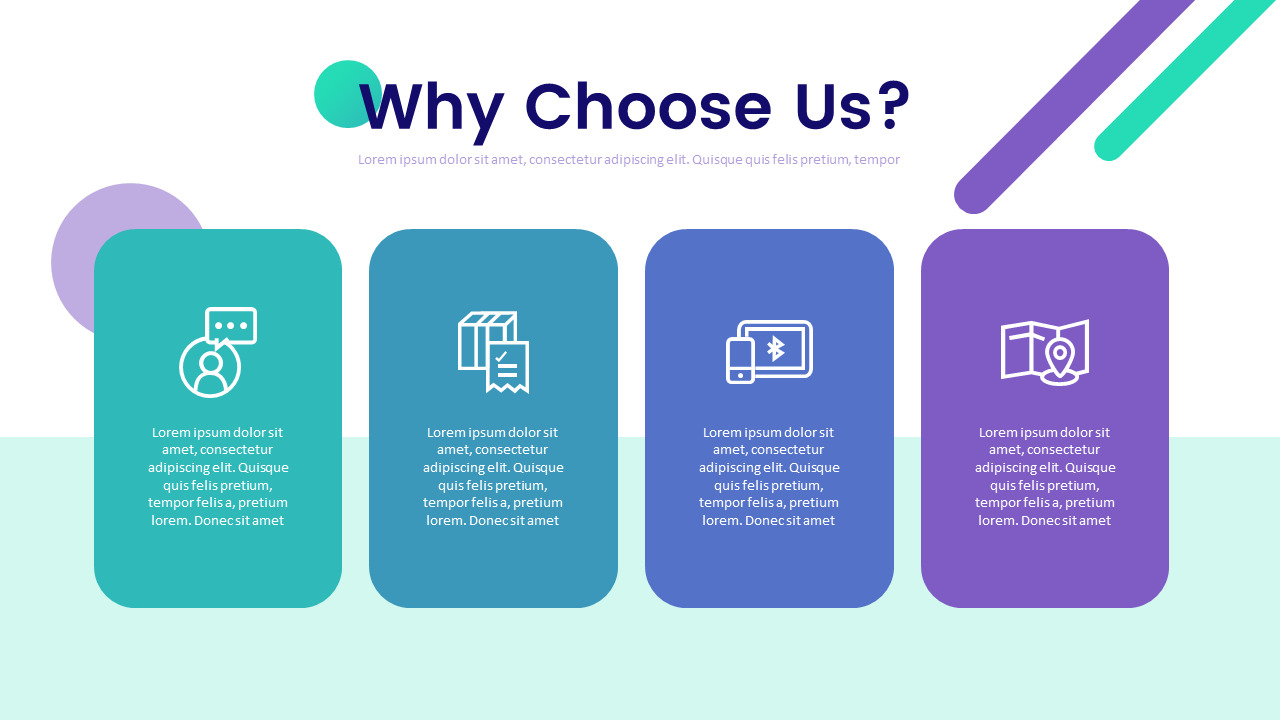 Why Choose Us?
Lorem ipsum dolor sit amet, consectetur adipiscing elit. Quisque quis felis pretium, tempor
Lorem ipsum dolor sit
amet, consectetur
adipiscing elit. Quisque
quis felis pretium,
tempor felis a, pretium
lorem. Donec sit amet
Lorem ipsum dolor sit
amet, consectetur
adipiscing elit. Quisque
quis felis pretium,
tempor felis a, pretium
lorem. Donec sit amet
Lorem ipsum dolor sit
amet, consectetur
adipiscing elit. Quisque
quis felis pretium,
tempor felis a, pretium
lorem. Donec sit amet
Lorem ipsum dolor sit
amet, consectetur
adipiscing elit. Quisque
quis felis pretium,
tempor felis a, pretium
lorem. Donec sit amet